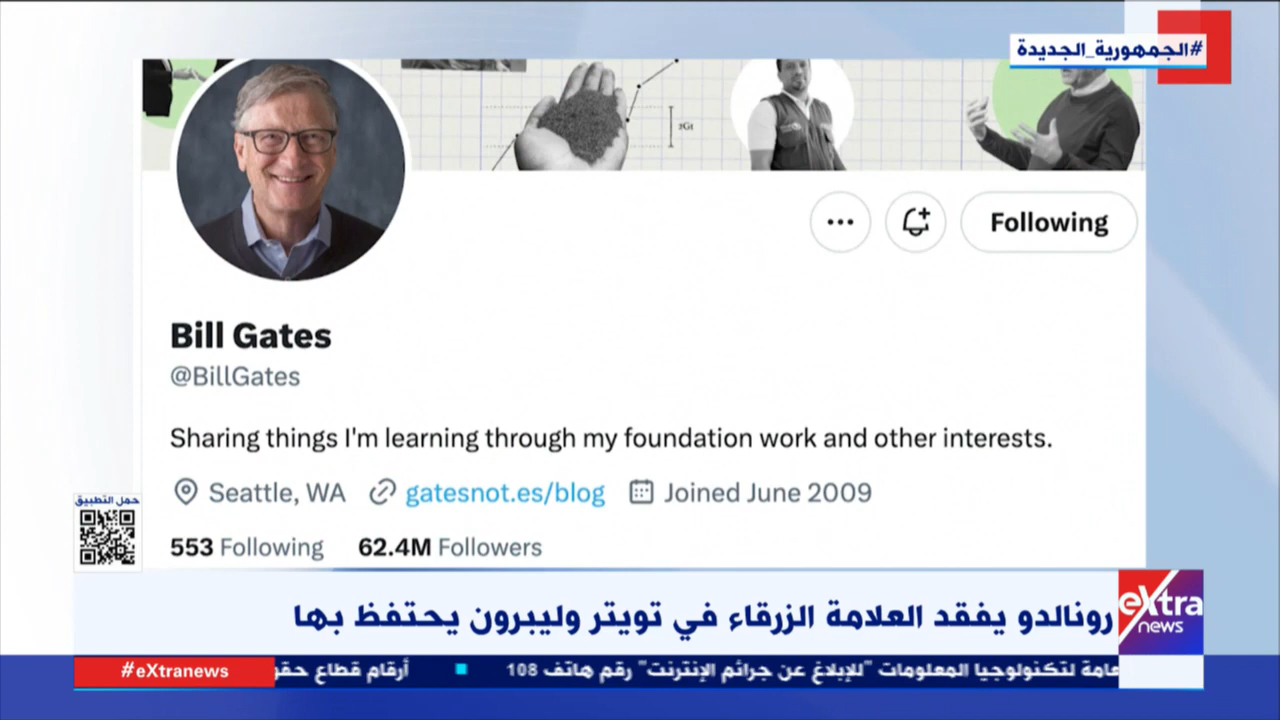 #الجمهورية_الجديدة
Following
Bill Gates
@BillGates
Sharing things I'm learning through my foundation work and other interests.
Seattle, WA gatesnot.es/blog Joined June 2009
553 Following 62.4M Followers
حمل التطبيق
رونالدو يفقد العلامة الزرقاء في تويتر وليبرون يحتفظ بها
eXtra
news
#eXtranews
لتكنولوجيا المعلومات "للإبلاغ عن جرائم الإنترنت" رقم هاتف 108 أرقام قطاع